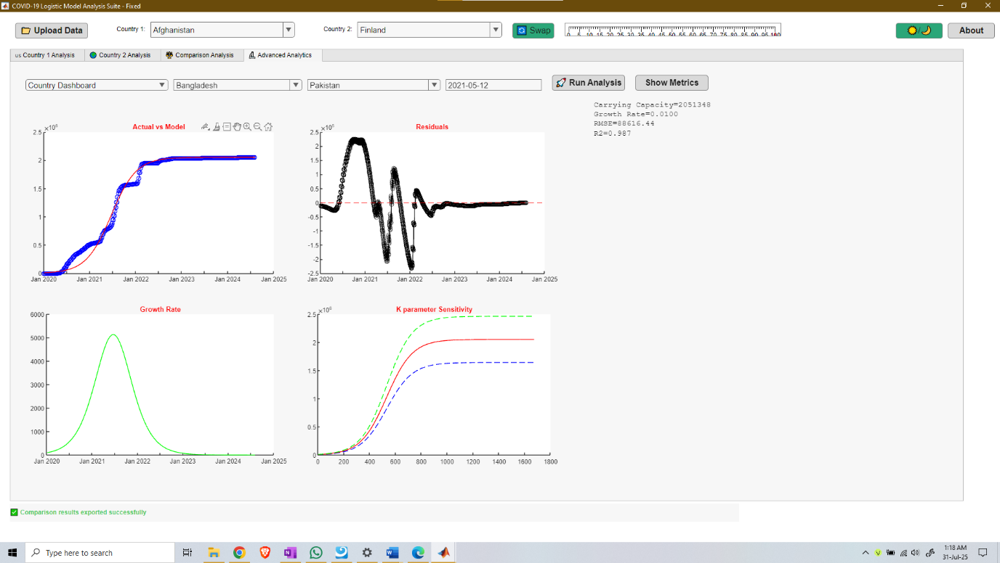 COVID-19 Logistic Model Analysis Suite - Fixed
Upload Data
Country 1:
Afghanistan
Country 2:
Finland
Swap
0 5 10 15 20 25 30 35 40 45 50 55 60 65 70 75 80 85 90 95 100
/
About
us Country 1 Analysis
Country 2 Analysis
Comparison Analysis
Advanced Analytics
Country Dashboard
Bangladesh
Pakistan
2021-05-12
Run Analysis
Show Metrics
Carrying Capacity=2051348
Growth Rate=0.0100
RMSE=88616.44
R2=0.987
Actual vs Model
×10⁶
2.5
2
1.5
1
0.5
0
Jan 2020 Jan 2021 Jan 2022 Jan 2023 Jan 2024 Jan 2025
Residuals
×10⁵
2.5
2
1.5
1
0.5
0
-0.5
-1
-1.5
-2
-2.5
Jan 2020 Jan 2021 Jan 2022 Jan 2023 Jan 2024 Jan 2025
Growth Rate
6000
5000
4000
3000
2000
1000
0
Jan 2020 Jan 2021 Jan 2022 Jan 2023 Jan 2024 Jan 2025
K parameter Sensitivity
×10⁶
2.5
2
1.5
1
0.5
0
0 200 400 600 800 1000 1200 1400 1600 1800
Comparison results exported successfully
Type here to search
1:18 AM
31-Jul-25